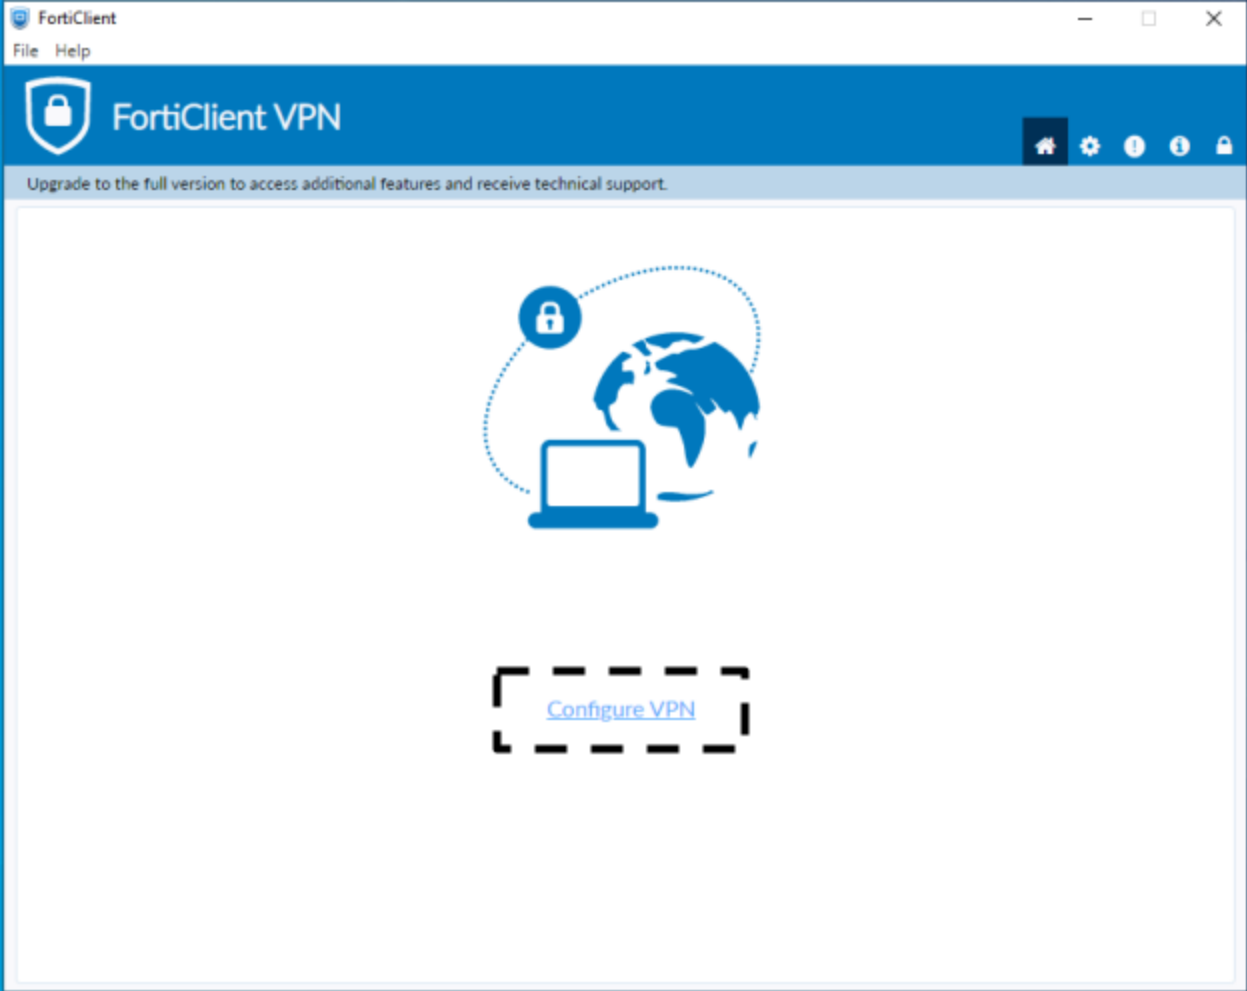 FortiClient
File Help
FortiClient VPN
Upgrade to the full version to access additional features and receive technical support.
Configure VPN